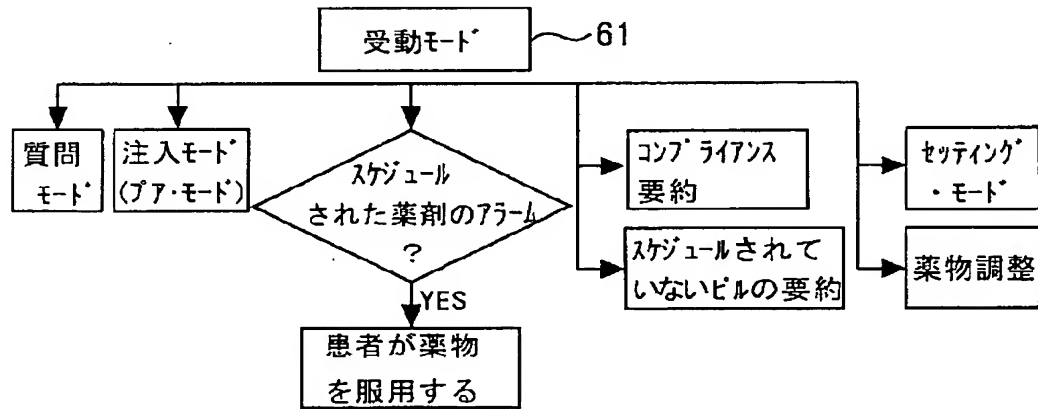 受動モード
61
質問
モード
注入モード
(プア・モード)
スケジュール
された薬剤のアラーム
?
YES
患者が薬物
を服用する
コンプライアンス
要約
スケジュールされて
いないピルの要約
セッティング
・モード
薬物調整